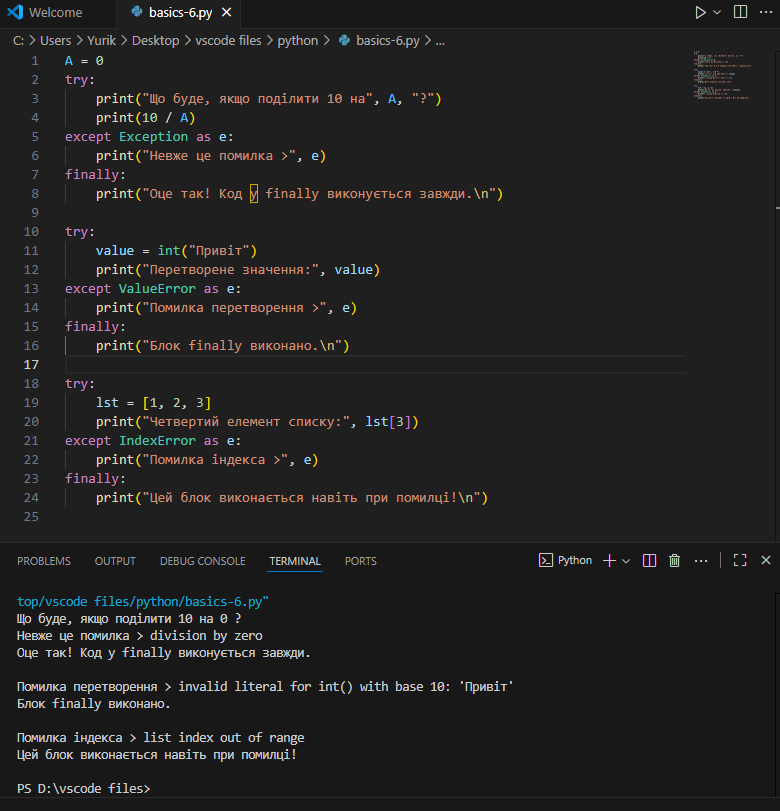 Welcome basics-6.py
C: > Users > Yurik > Desktop > vscode files > python > basics-6.py > ...
1 A = 0
2 try:
3 print("Що буде, якщо поділити 10 на", A, "?")
4 print(10 / A)
5 except Exception as e:
6 print("Невже це помилка >", e)
7 finally:
8 print("Оце так! Код у finally виконується завжди.\n")
9
10 try:
11 value = int("Привіт")
12 print("Перетворене значення:", value)
13 except ValueError as e:
14 print("Помилка перетворення >", e)
15 finally:
16 print("Блок finally виконано.\n")
17
18 try:
19 lst = [1, 2, 3]
20 print("Четвертий елемент списку:", lst[3])
21 except IndexError as e:
22 print("Помилка індекса >", e)
23 finally:
24 print("Цей блок виконається навіть при помилці!\n")
25
PROBLEMS OUTPUT DEBUG CONSOLE TERMINAL PORTS Python
top/vscode files/python/basics-6.py"
Що буде, якщо поділити 10 на 0 ?
Невже це помилка > division by zero
Оце так! Код у finally виконується завжди.
Помилка перетворення > invalid literal for int() with base 10: 'Привіт'
Блок finally виконано.
Помилка індекса > list index out of range
Цей блок виконається навіть при помилці!
PS D:\vscode files>